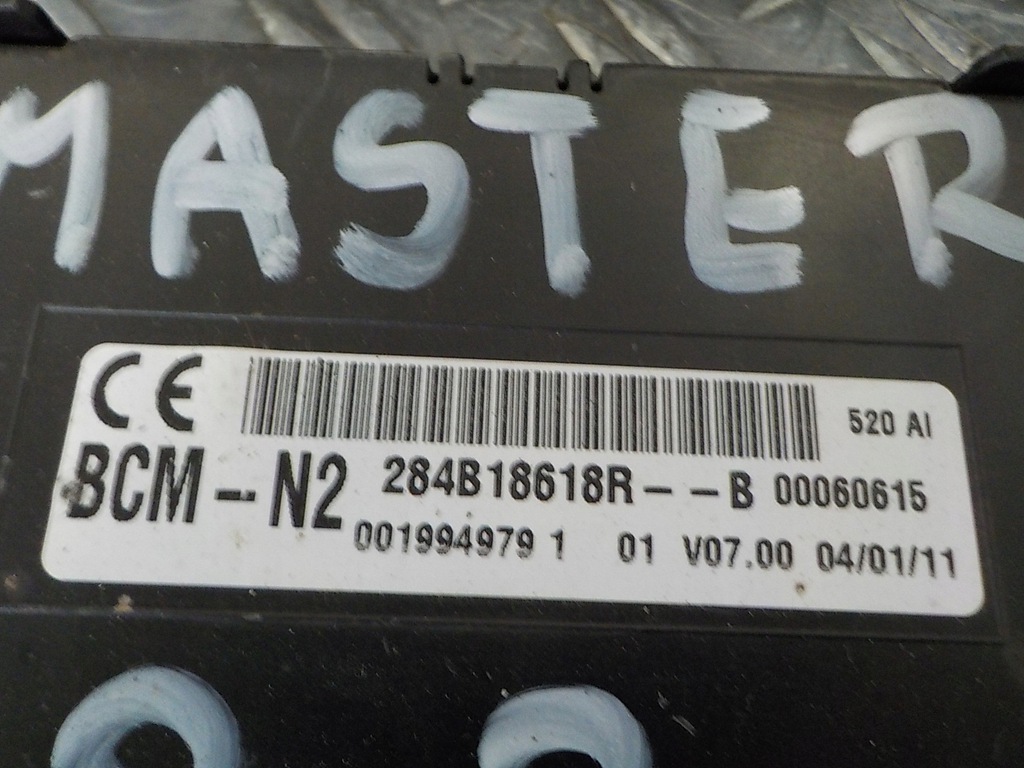 MASTER
CE
520 AI
BCM--N2 284B18618R--B 00060615
001994979 1 01 V07.00 04/01/11